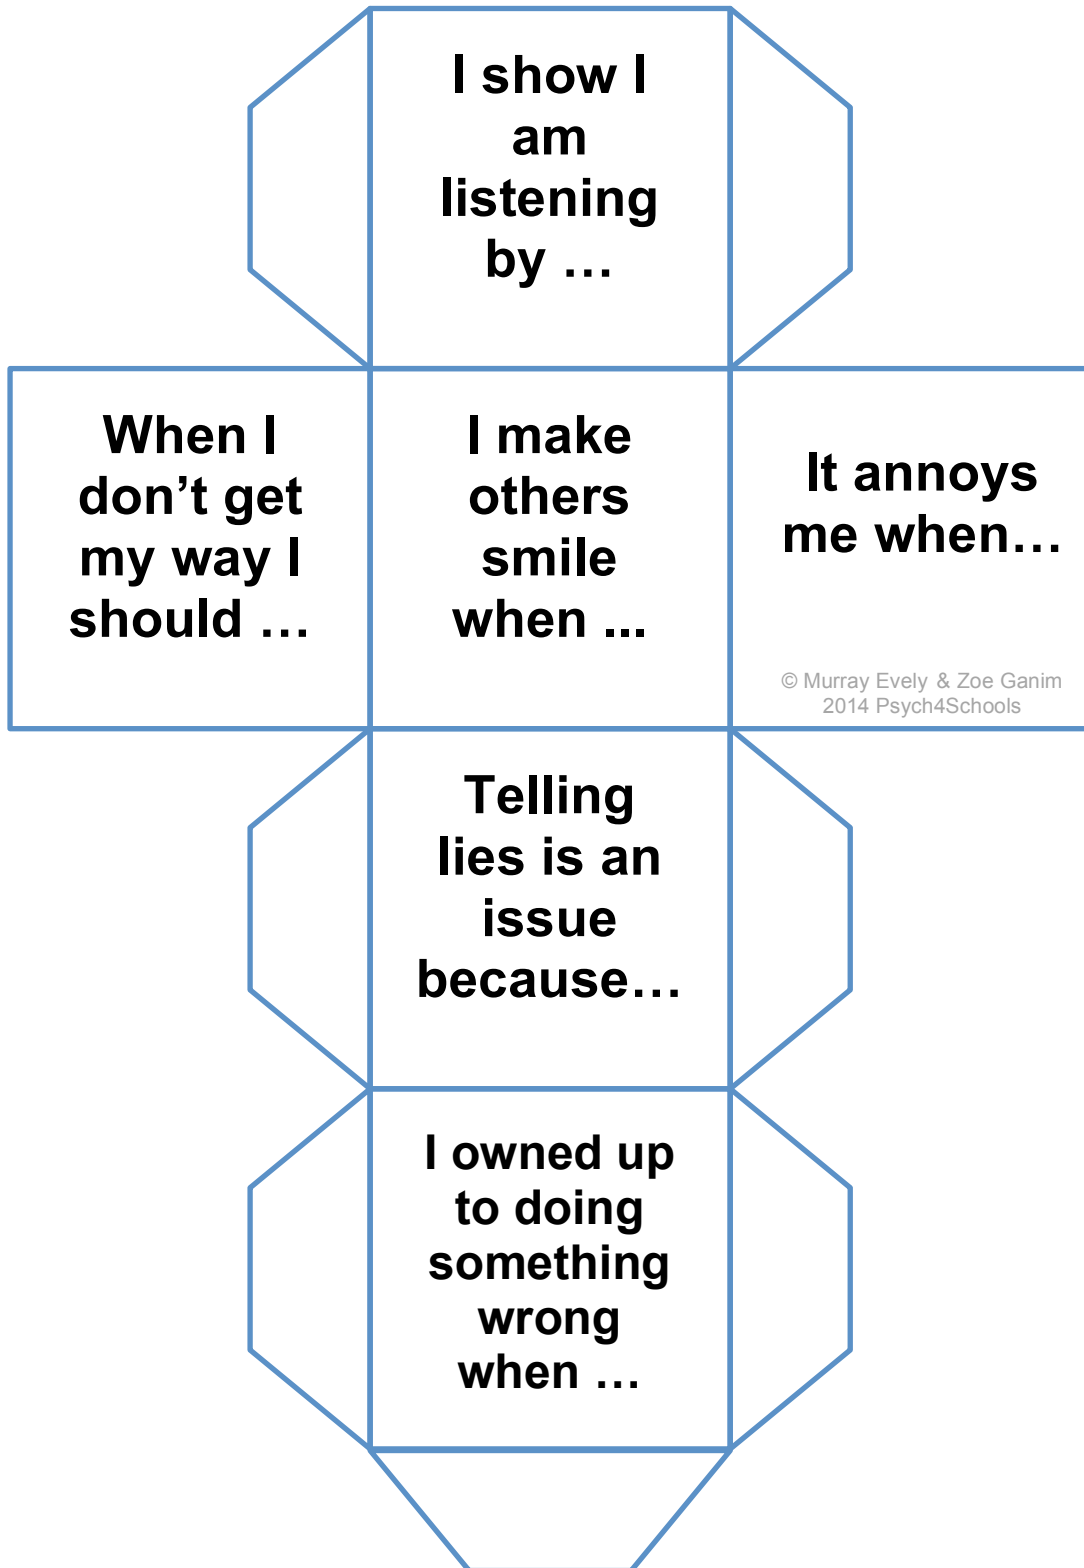 I show I
am
listening
by …
When I
don’t get
my way I
should …
I make
others
smile
when ...
It annoys
me when…
© Murray Evely & Zoe Ganim
2014 Psych4Schools
Telling
lies is an
issue
because…
I owned up
to doing
something
wrong
when …